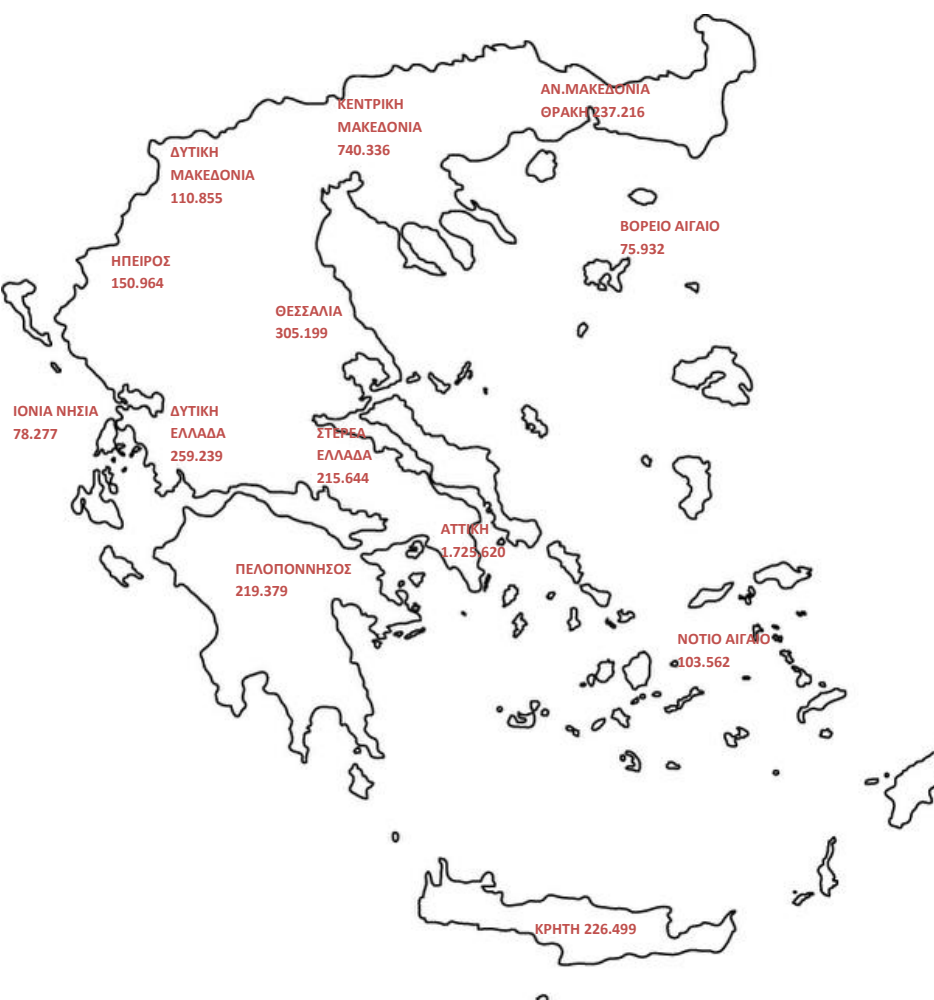 ΑΝ.ΜΑΚΕΔΟΝΙΑ
ΘΡΑΚΗ 237.216
ΚΕΝΤΡΙΚΗ
ΜΑΚΕΔΟΝΙΑ
740.336
ΔΥΤΙΚΗ
ΜΑΚΕΔΟΝΙΑ
110.855
ΒΟΡΕΙΟ ΑΙΓΑΙΟ
75.932
ΗΠΕΙΡΟΣ
150.964
ΘΕΣΣΑΛΙΑ
305.199
ΙΟΝΙΑ ΝΗΣΙΑ
78.277
ΔΥΤΙΚΗ
ΕΛΛΑΔΑ
259.239
ΣΤΕΡΕΑ
ΕΛΛΑΔΑ
215.644
ΑΤΤΙΚΗ
1.725.620
ΠΕΛΟΠΟΝΝΗΣΟΣ
219.379
ΝΟΤΙΟ ΑΙΓΑΙΟ
103.562
ΚΡΗΤΗ 226.499